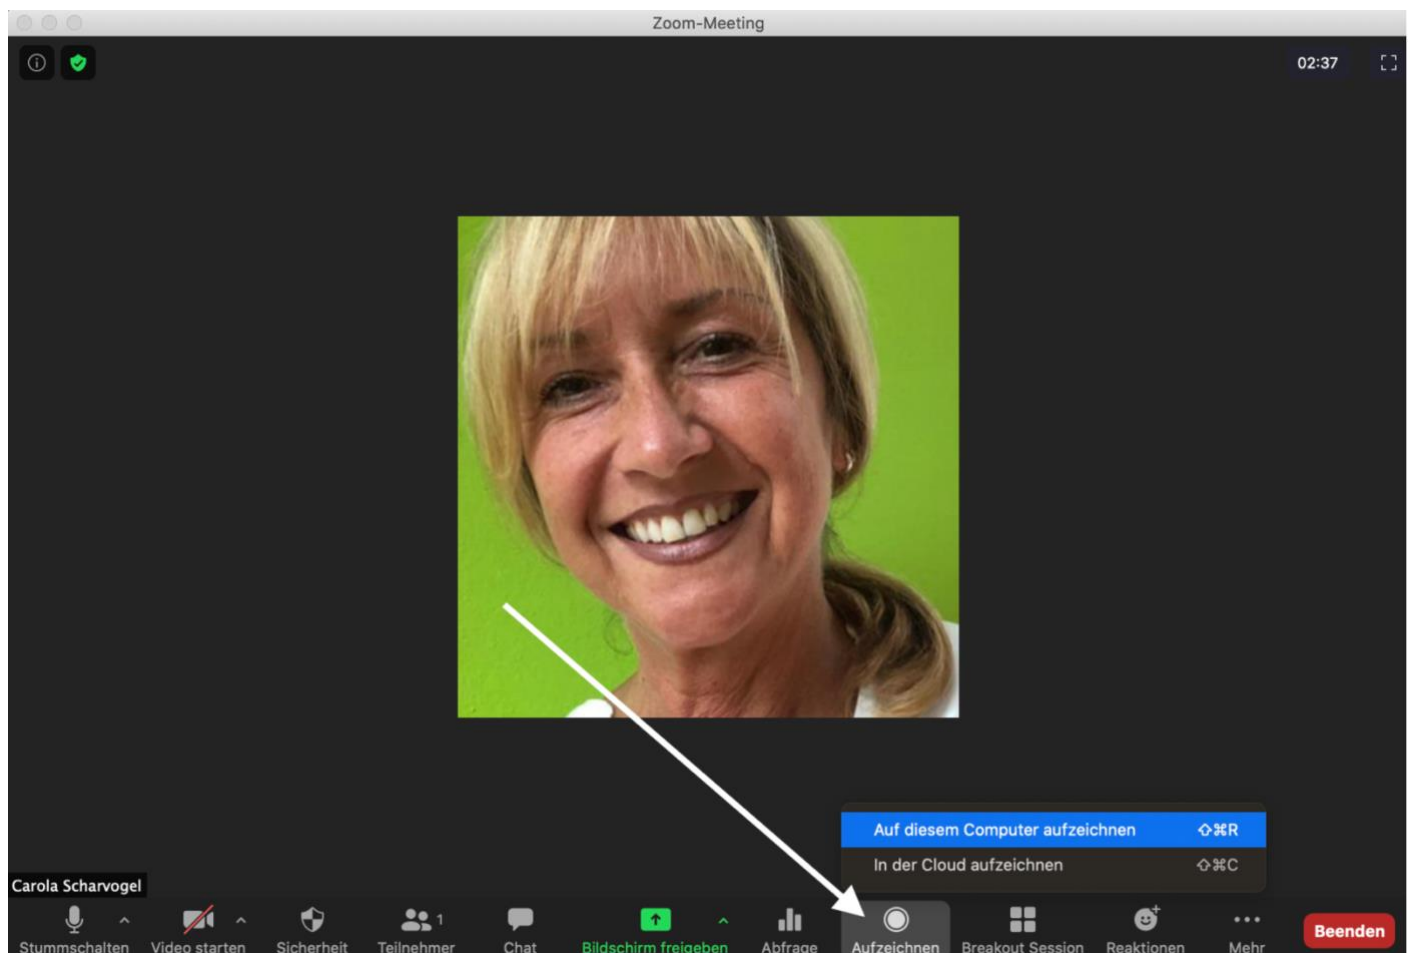 Zoom-Meeting
02:37
Auf diesem Computer aufzeichnen ⇧⌘R
In der Cloud aufzeichnen ⇧⌘C
Carola Scharvogel
1
Stummschalten Video starten Sicherheit Teilnehmer Chat Bildschirm freigeben Abfrage Aufzeichnen Breakout Session Reaktionen Mehr Beenden